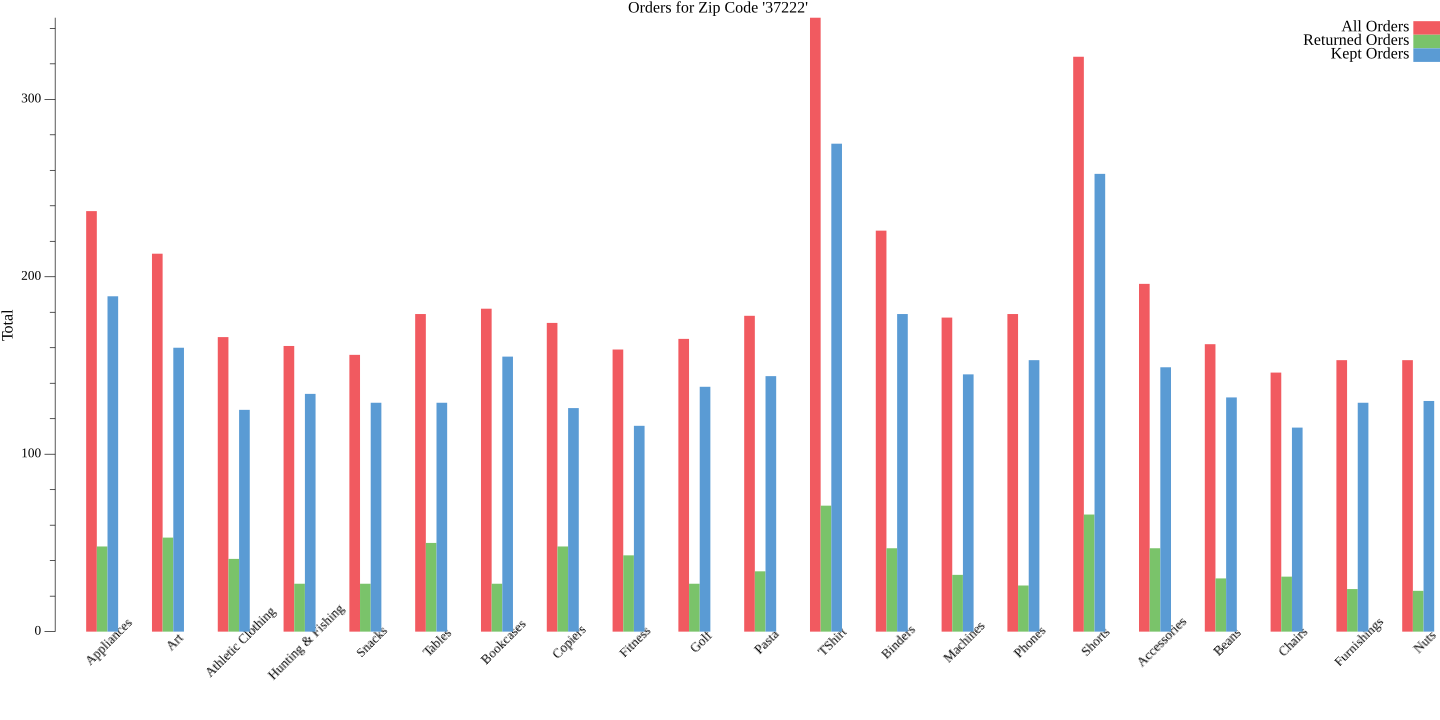 Orders for Zip Code '37222'
All Orders
Returned Orders
Kept Orders
Total
300
200
100
0
Appliances
Art
Athletic Clothing
Hunting & Fishing
Snacks
Tables
Bookcases
Copiers
Fitness
Golf
Pasta
TShirt
Binders
Machines
Phones
Shorts
Accessories
Beans
Chairs
Furnishings
Nuts